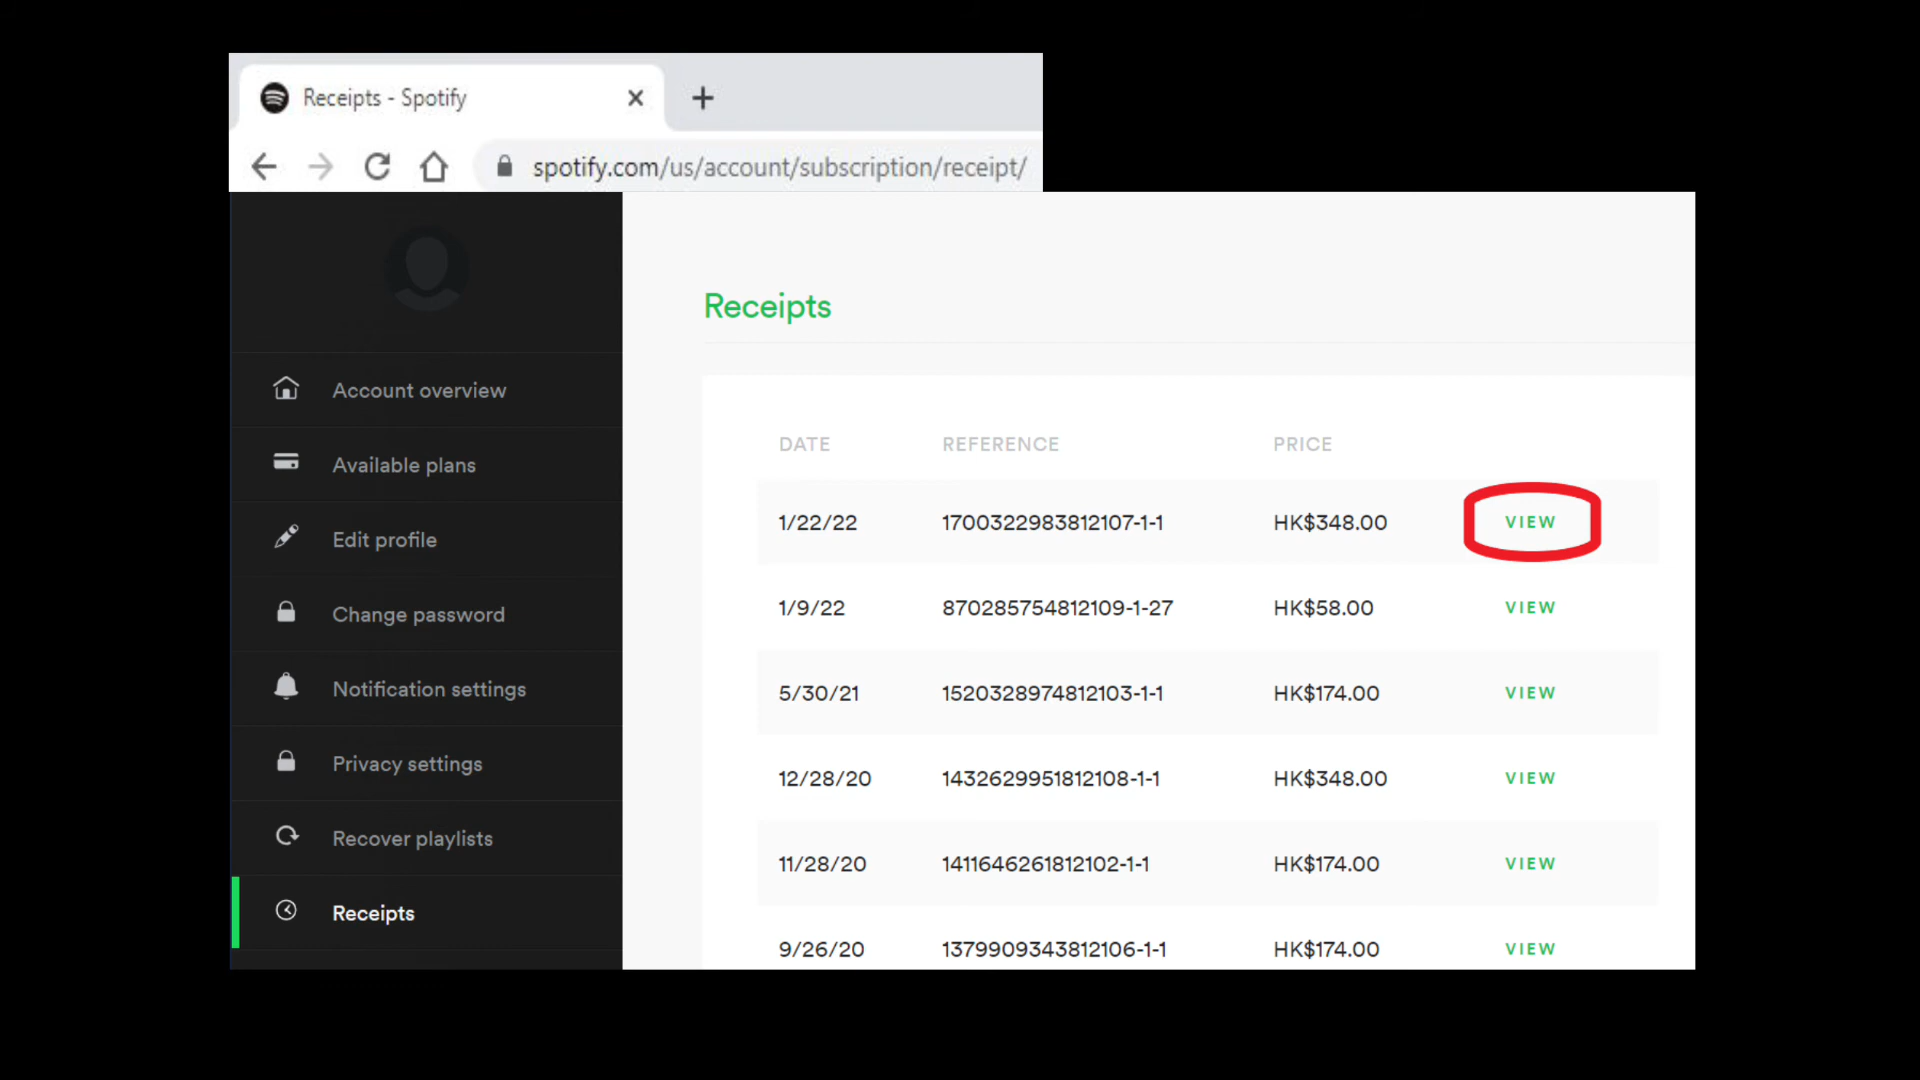 Receipts - Spotify
spotify.com/us/account/subscription/receipt/
Account overview
Available plans
Edit profile
Change password
Notification settings
Privacy settings
Recover playlists
Receipts
Receipts
DATE REFERENCE PRICE
1/22/22 1700322983812107-1-1 HK$348.00 VIEW
1/9/22 870285754812109-1-27 HK$58.00 VIEW
5/30/21 1520328974812103-1-1 HK$174.00 VIEW
12/28/20 1432629951812108-1-1 HK$348.00 VIEW
11/28/20 1411646261812102-1-1 HK$174.00 VIEW
9/26/20 1379909343812106-1-1 HK$174.00 VIEW